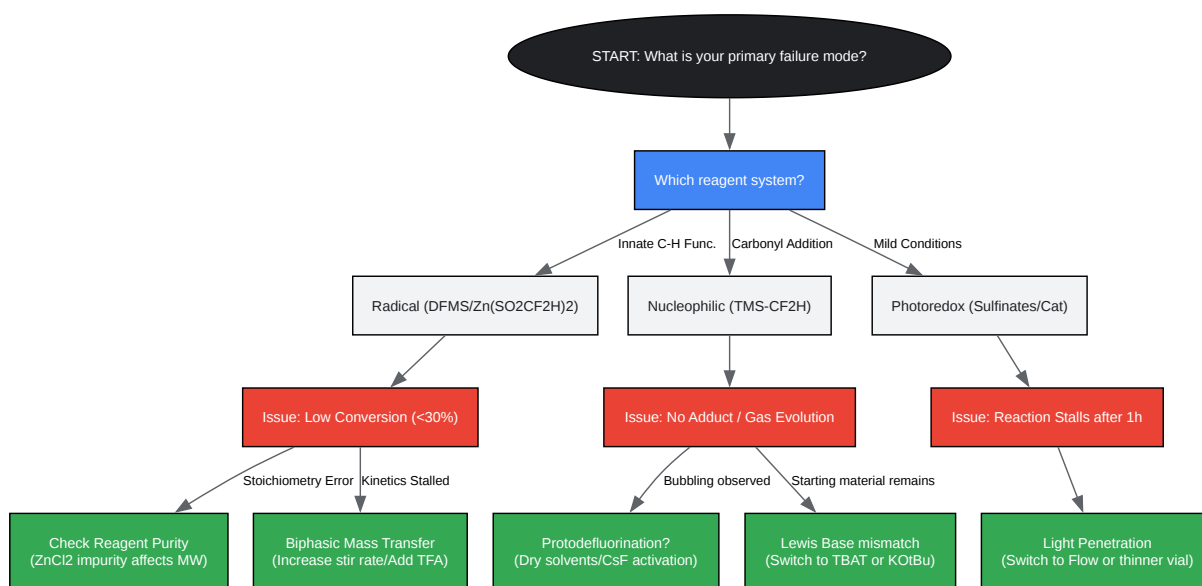 START: What is your primary failure mode?
Which reagent system?
Innate C-H Func.
Carbonyl Addition
Mild Conditions
Radical (DFMS/Zn(SO2CF2H)2)
Nucleophilic (TMS-CF2H)
Photoredox (Sulfinates/Cat)
Issue: Low Conversion (<30%)
Issue: No Adduct / Gas Evolution
Issue: Reaction Stalls after 1h
Stoichiometry Error
Kinetics Stalled
Bubbling observed
Starting material remains
Check Reagent Purity
(ZnCl2 impurity affects MW)
Biphasic Mass Transfer
(Increase stir rate/Add TFA)
Protodefluorination?
(Dry solvents/CsF activation)
Lewis Base mismatch
(Switch to TBAT or KOtBu)
Light Penetration
(Switch to Flow or thinner vial)